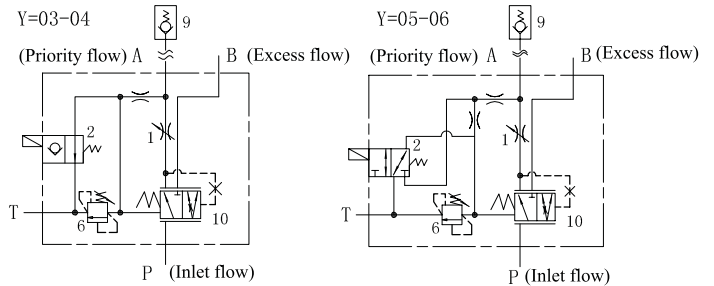 Y=03-04
9
(Priority flow) A
B (Excess flow)
2
1
T
6
10
P (Inlet flow)
Y=05-06
9
(Priority flow) A
B (Excess flow)
2
1
T
6
10
P (Inlet flow)